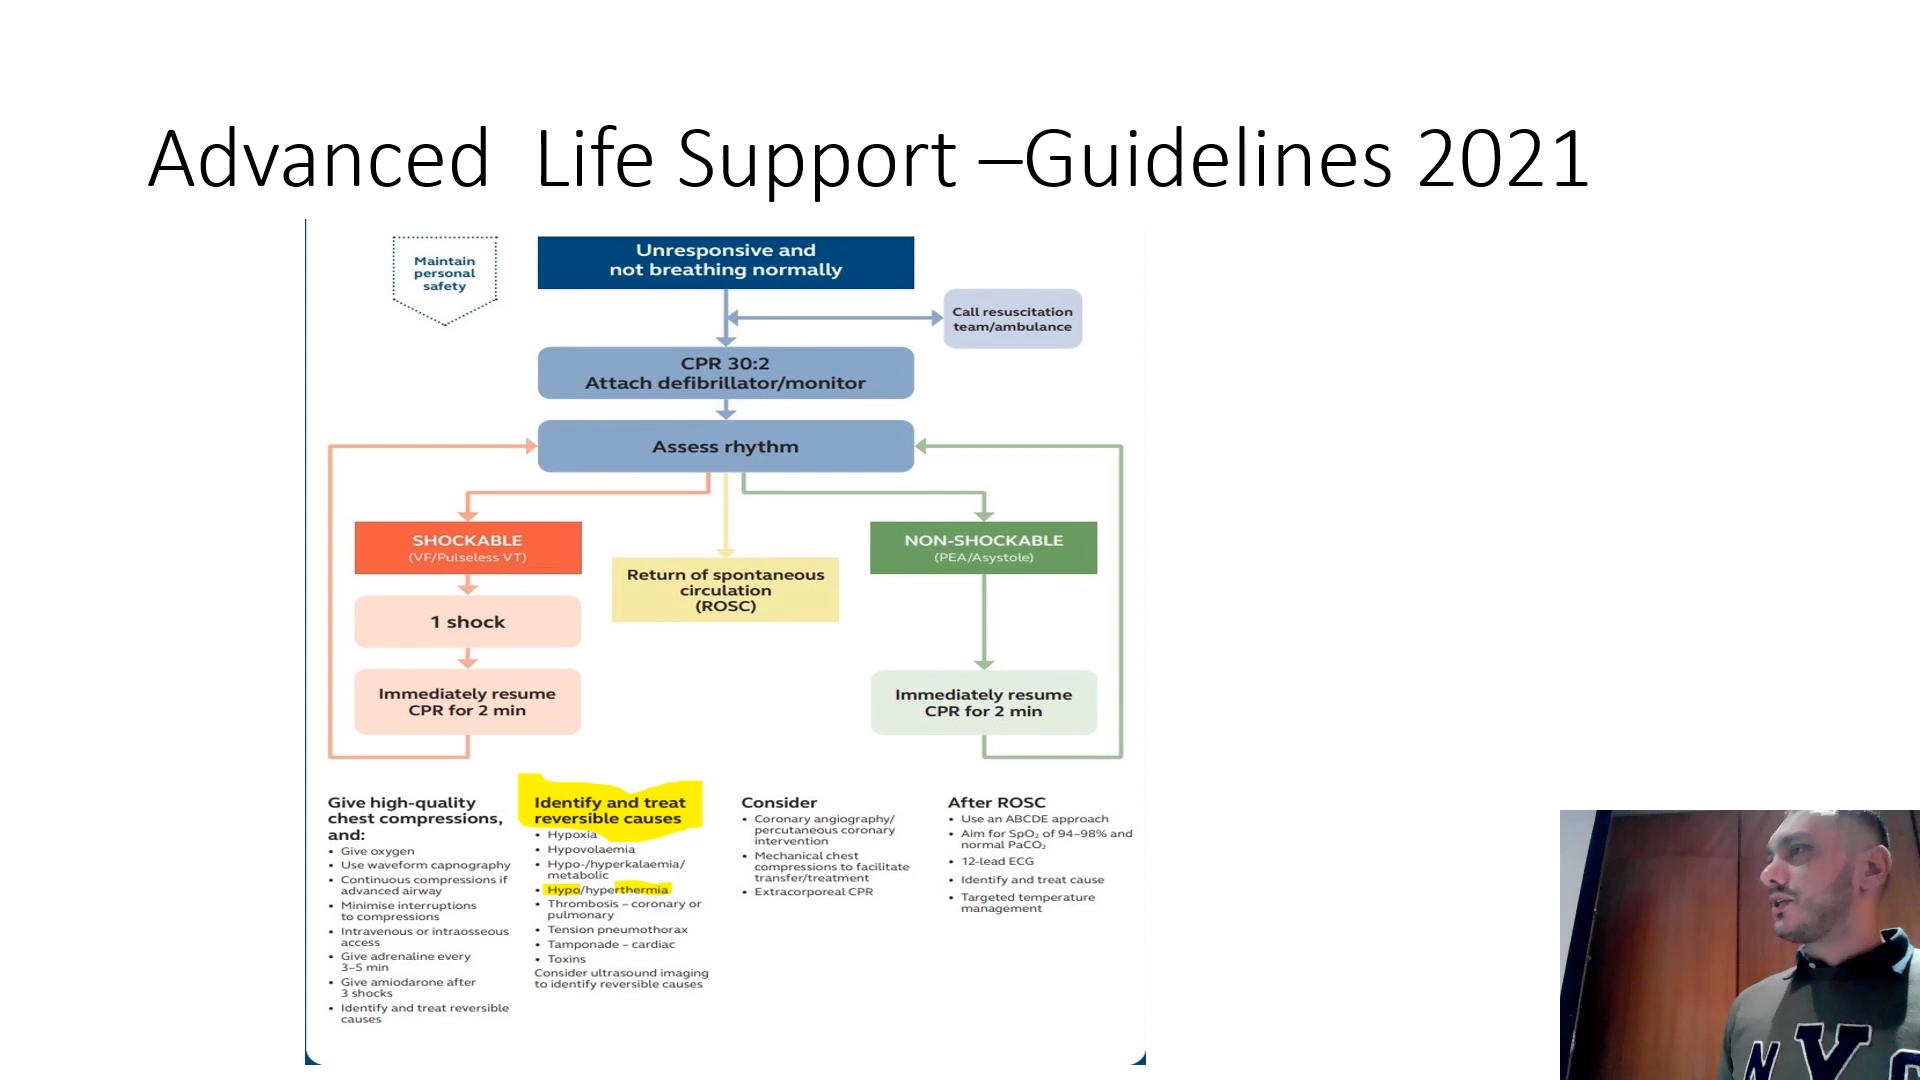 Advanced Life Support –Guidelines 2021
Maintain
personal
safety
Unresponsive and
not breathing normally
Call resuscitation
team/ambulance
CPR 30:2
Attach defibrillator/monitor
Assess rhythm
SHOCKABLE
(VF/Pulseless VT)
Return of spontaneous
circulation
(ROSC)
NON-SHOCKABLE
(PEA/Asystole)
1 shock
Immediately resume
CPR for 2 min
Immediately resume
CPR for 2 min
Give high-quality
chest compressions,
and:
• Give oxygen
• Use waveform capnography
• Continuous compressions if
advanced airway
• Minimise interruptions
to compressions
• Intravenous or intraosseous
access
• Give adrenaline every
3–5 min
• Give amiodarone after
3 shocks
• Identify and treat reversible
causes
Identify and treat
reversible causes
• Hypoxia
• Hypovolaemia
• Hypo-/hyperkalaemia/
metabolic
• Hypo/hyperthermia
• Thrombosis – coronary or
pulmonary
• Tension pneumothorax
• Tamponade – cardiac
• Toxins
Consider ultrasound imaging
to identify reversible causes
Consider
• Coronary angiography/
percutaneous coronary
intervention
• Mechanical chest
compressions to facilitate
transfer/treatment
• Extracorporeal CPR
After ROSC
• Use an ABCDE approach
• Aim for SpO₂ of 94–98% and
normal PaCO₂
• 12-lead ECG
• Identify and treat cause
• Targeted temperature
management
NYC